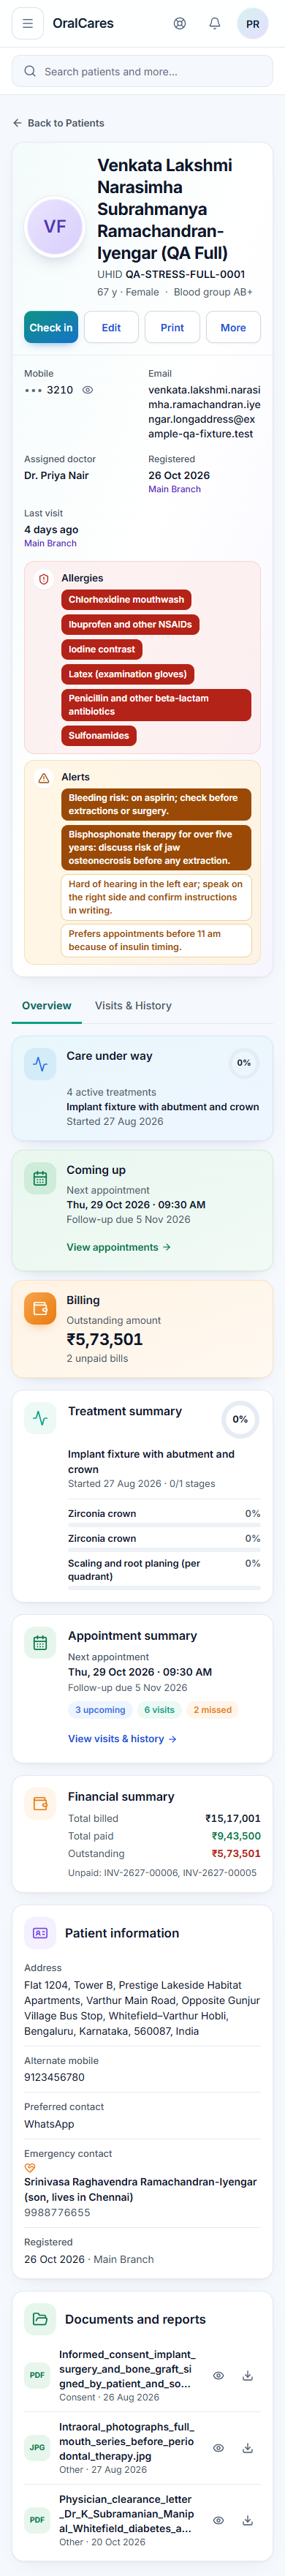 OralCares
PR
Search patients and more...
Back to Patients
VF
Venkata Lakshmi
Narasimha
Subrahmanya
Ramachandran-
Iyengar (QA Full)
UHID QA-STRESS-FULL-0001
67 y · Female · Blood group AB+
Check in
Edit
Print
More
Mobile
Email
••• 3210
venkata.lakshmi.narasi
mha.ramachandran.iye
ngar.longaddress@ex
ample-qa-fixture.test
Assigned doctor
Registered
Dr. Priya Nair
26 Oct 2026
Main Branch
Last visit
4 days ago
Main Branch
Allergies
Chlorhexidine mouthwash
Ibuprofen and other NSAIDs
Iodine contrast
Latex (examination gloves)
Penicillin and other beta-lactam
antibiotics
Sulfonamides
Alerts
Bleeding risk: on aspirin; check before
extractions or surgery.
Bisphosphonate therapy for over five
years: discuss risk of jaw
osteonecrosis before any extraction.
Hard of hearing in the left ear; speak on
the right side and confirm instructions
in writing.
Prefers appointments before 11 am
because of insulin timing.
Overview
Visits & History
Care under way
0%
4 active treatments
Implant fixture with abutment and crown
Started 27 Aug 2026
Coming up
Next appointment
Thu, 29 Oct 2026 · 09:30 AM
Follow-up due 5 Nov 2026
View appointments →
Billing
Outstanding amount
₹5,73,501
2 unpaid bills
Treatment summary
0%
Implant fixture with abutment and
crown
Started 27 Aug 2026 · 0/1 stages
Zirconia crown 0%
Zirconia crown 0%
Scaling and root planing (per 0%
quadrant)
Appointment summary
Next appointment
Thu, 29 Oct 2026 · 09:30 AM
Follow-up due 5 Nov 2026
3 upcoming
6 visits
2 missed
View visits & history →
Financial summary
Total billed ₹15,17,001
Total paid ₹9,43,500
Outstanding ₹5,73,501
Unpaid: INV-2627-00006, INV-2627-00005
Patient information
Address
Flat 1204, Tower B, Prestige Lakeside Habitat
Apartments, Varthur Main Road, Opposite Gunjur
Village Bus Stop, Whitefield–Varthur Hobli,
Bengaluru, Karnataka, 560087, India
Alternate mobile
9123456780
Preferred contact
WhatsApp
Emergency contact
Srinivasa Raghavendra Ramachandran-Iyengar
(son, lives in Chennai)
9988776655
Registered
26 Oct 2026 · Main Branch
Documents and reports
PDF
Informed_consent_implant_
surgery_and_bone_graft_si
gned_by_patient_and_so...
Consent · 26 Aug 2026
JPG
Intraoral_photographs_full_
mouth_series_before_perio
dontal_therapy.jpg
Other · 27 Aug 2026
PDF
Physician_clearance_letter
_Dr_K_Subramanian_Manip
al_Whitefield_diabetes_a...
Other · 20 Oct 2026